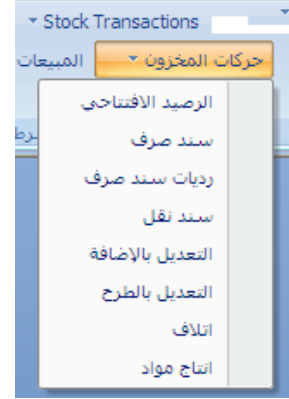 Stock Transactions
حركات المخزون المبيعات
الرصيد الافتتاحي
سند صرف
رديات سند صرف
سند نقل
التعديل بالإضافة
التعديل بالطرح
اتلاف
انتاج مواد